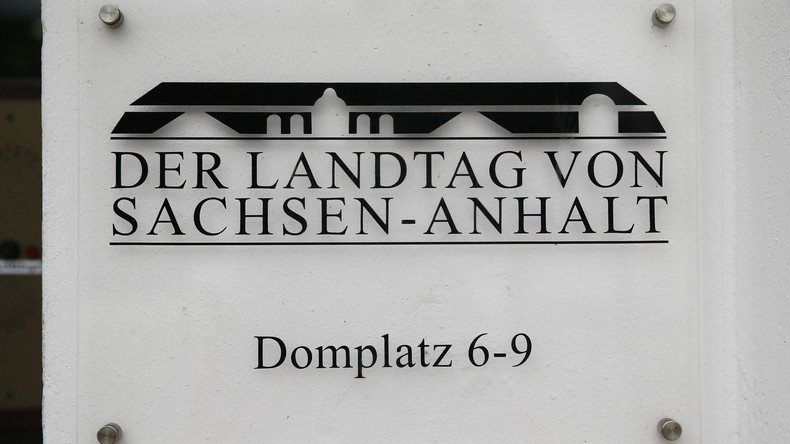 DER LANDTAG VON
SACHSEN-ANHALT
Domplatz 6-9